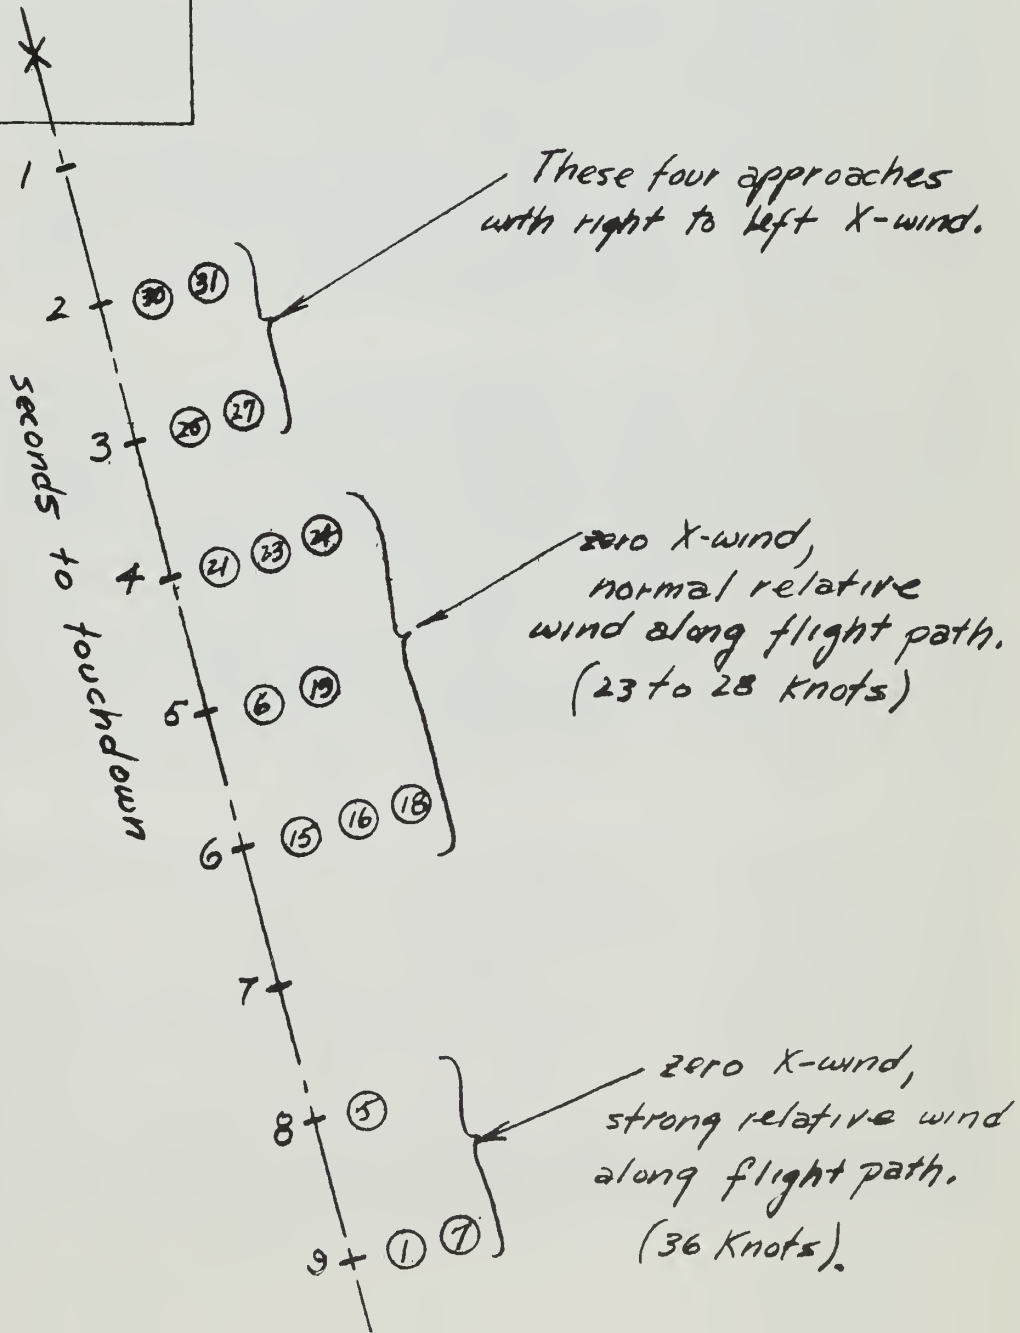 1
These four approaches
with right to left X-wind.
2 30 31
3 26 27
seconds to touchdown
4 21 23 24
zero X-wind,
normal relative
wind along flight path.
(23 to 28 Knots)
5 6 19
6 15 16 18
7
8 5
zero X-wind,
strong relative wind
along flight path.
(36 Knots).
9 1 7